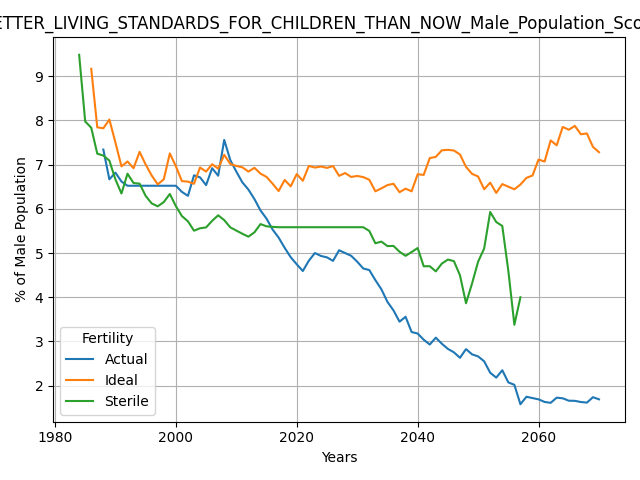 ETTER_LIVING_STANDARDS_FOR_CHILDREN_THAN_NOW_Male_Population_Sco
% of Male Population
9
8
7
6
5
4
3
2
Fertility
Actual
Ideal
Sterile
1980 2000 2020 2040 2060
Years